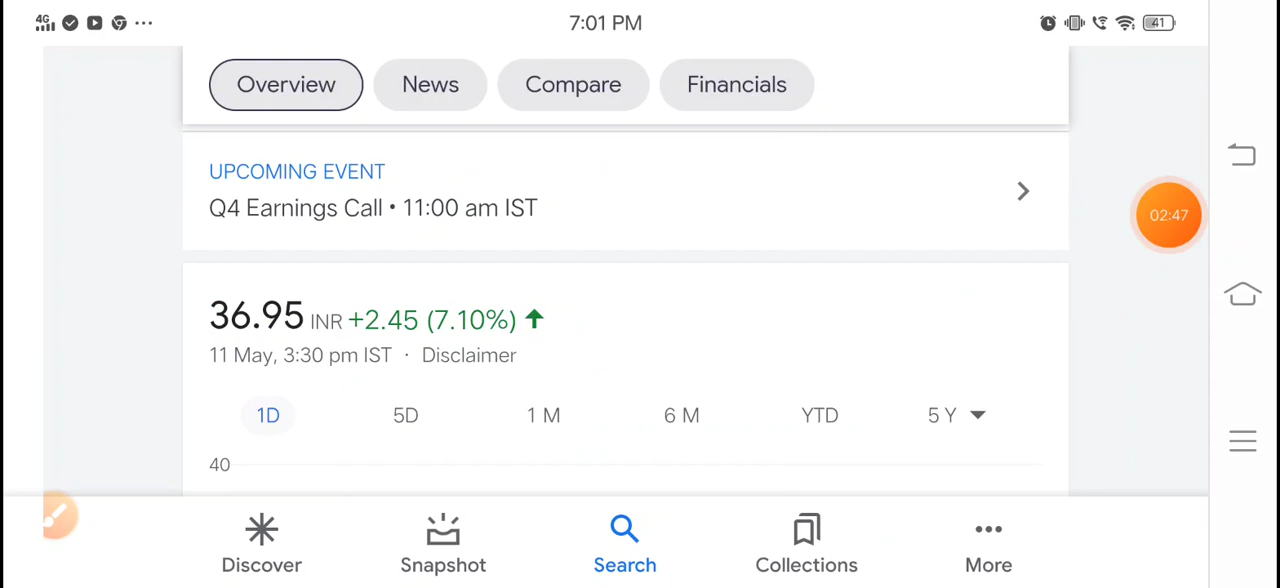 4G 7:01 PM 41
Overview News Compare Financials
UPCOMING EVENT
Q4 Earnings Call • 11:00 am IST
02:47
36.95 INR +2.45 (7.10%) ↑
11 May, 3:30 pm IST · Disclaimer
1D 5D 1 M 6 M YTD 5 Y
40
Discover Snapshot Search Collections More